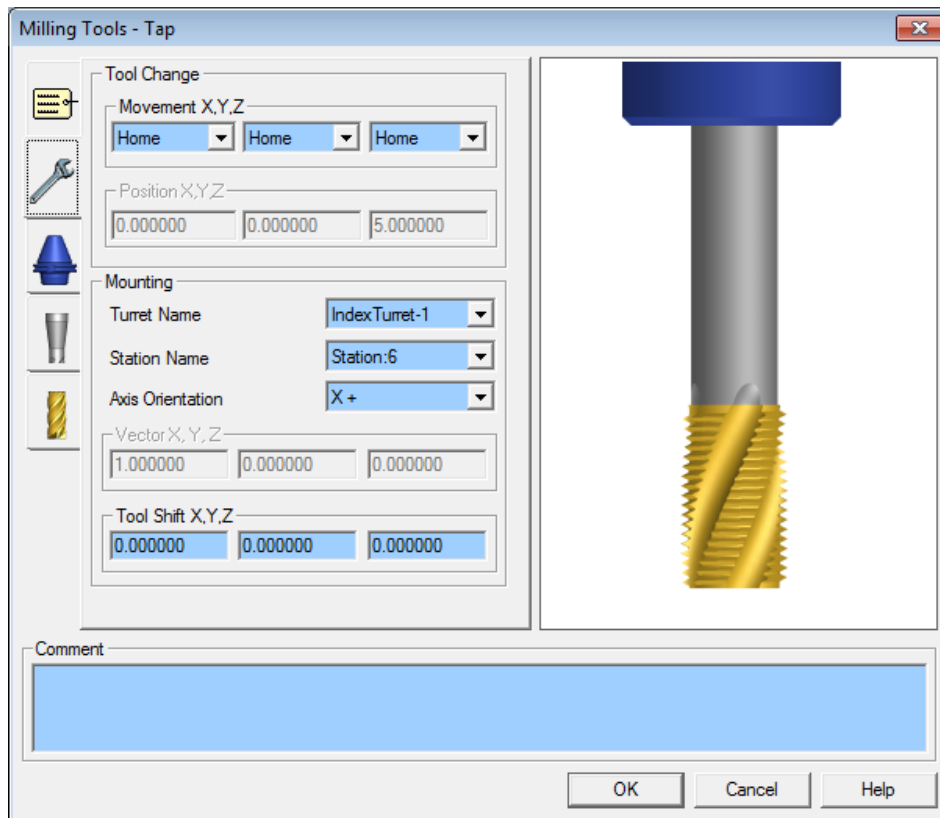 Milling Tools - Tap
Tool Change
Movement X,Y,Z
Home Home Home
Position X,Y,Z
0.000000 0.000000 5.000000
Mounting
Turret Name IndexTurret-1
Station Name Station:6
Axis Orientation X +
Vector X, Y, Z
1.000000 0.000000 0.000000
Tool Shift X,Y,Z
0.000000 0.000000 0.000000
Comment
OK Cancel Help